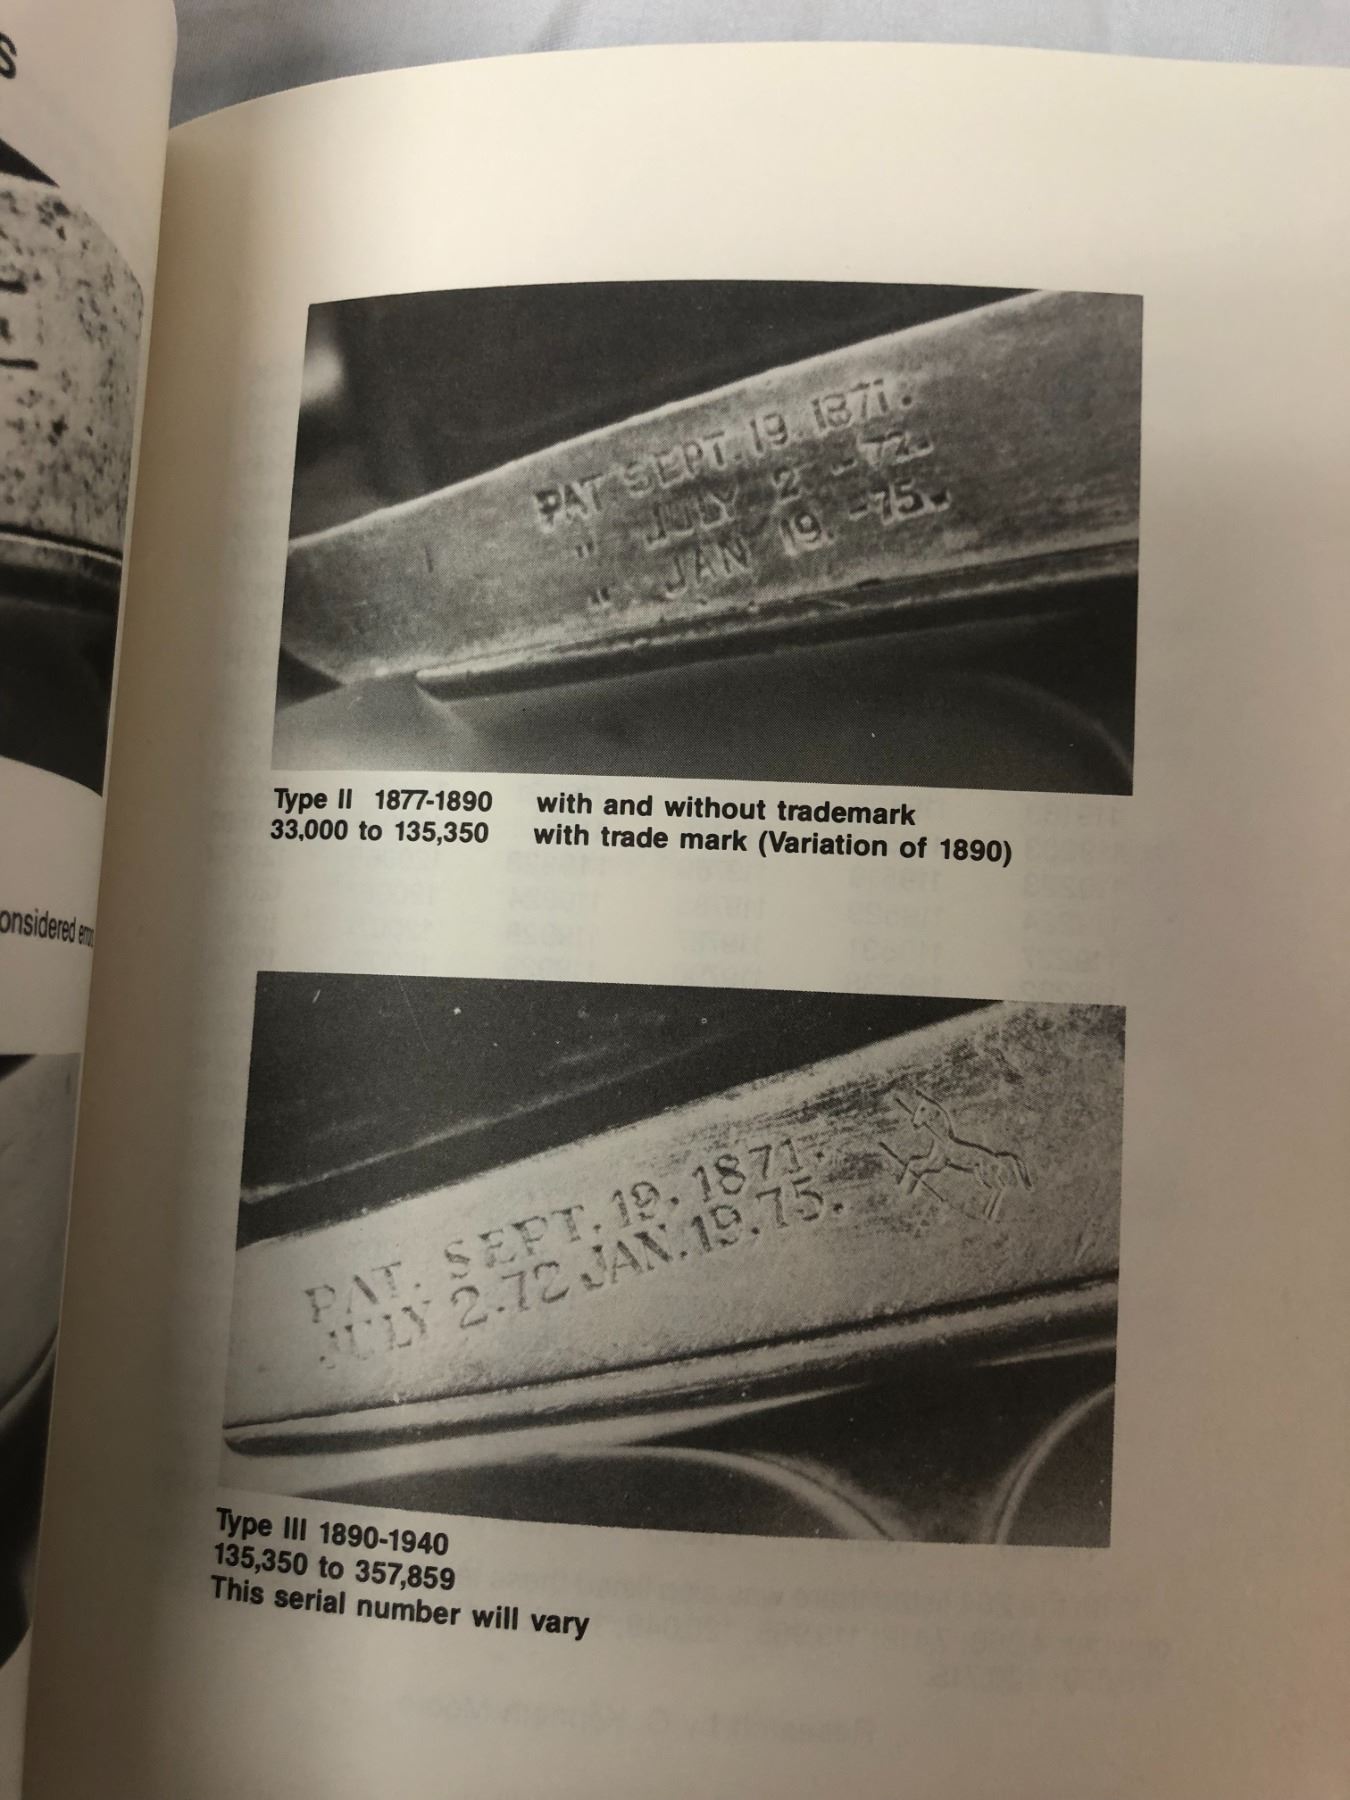 S
onsidered
PAT SEPT. 19. 1871.
" JULY 2 -72.
" JAN 19. -75.
Type II 1877-1890 with and without trademark
33,000 to 135,350 with trade mark (Variation of 1890)
PAT. SEPT. 19. 1871.
JULY 2.72 JAN. 19. 75.
Type III 1890-1940
135,350 to 357,859
This serial number will vary